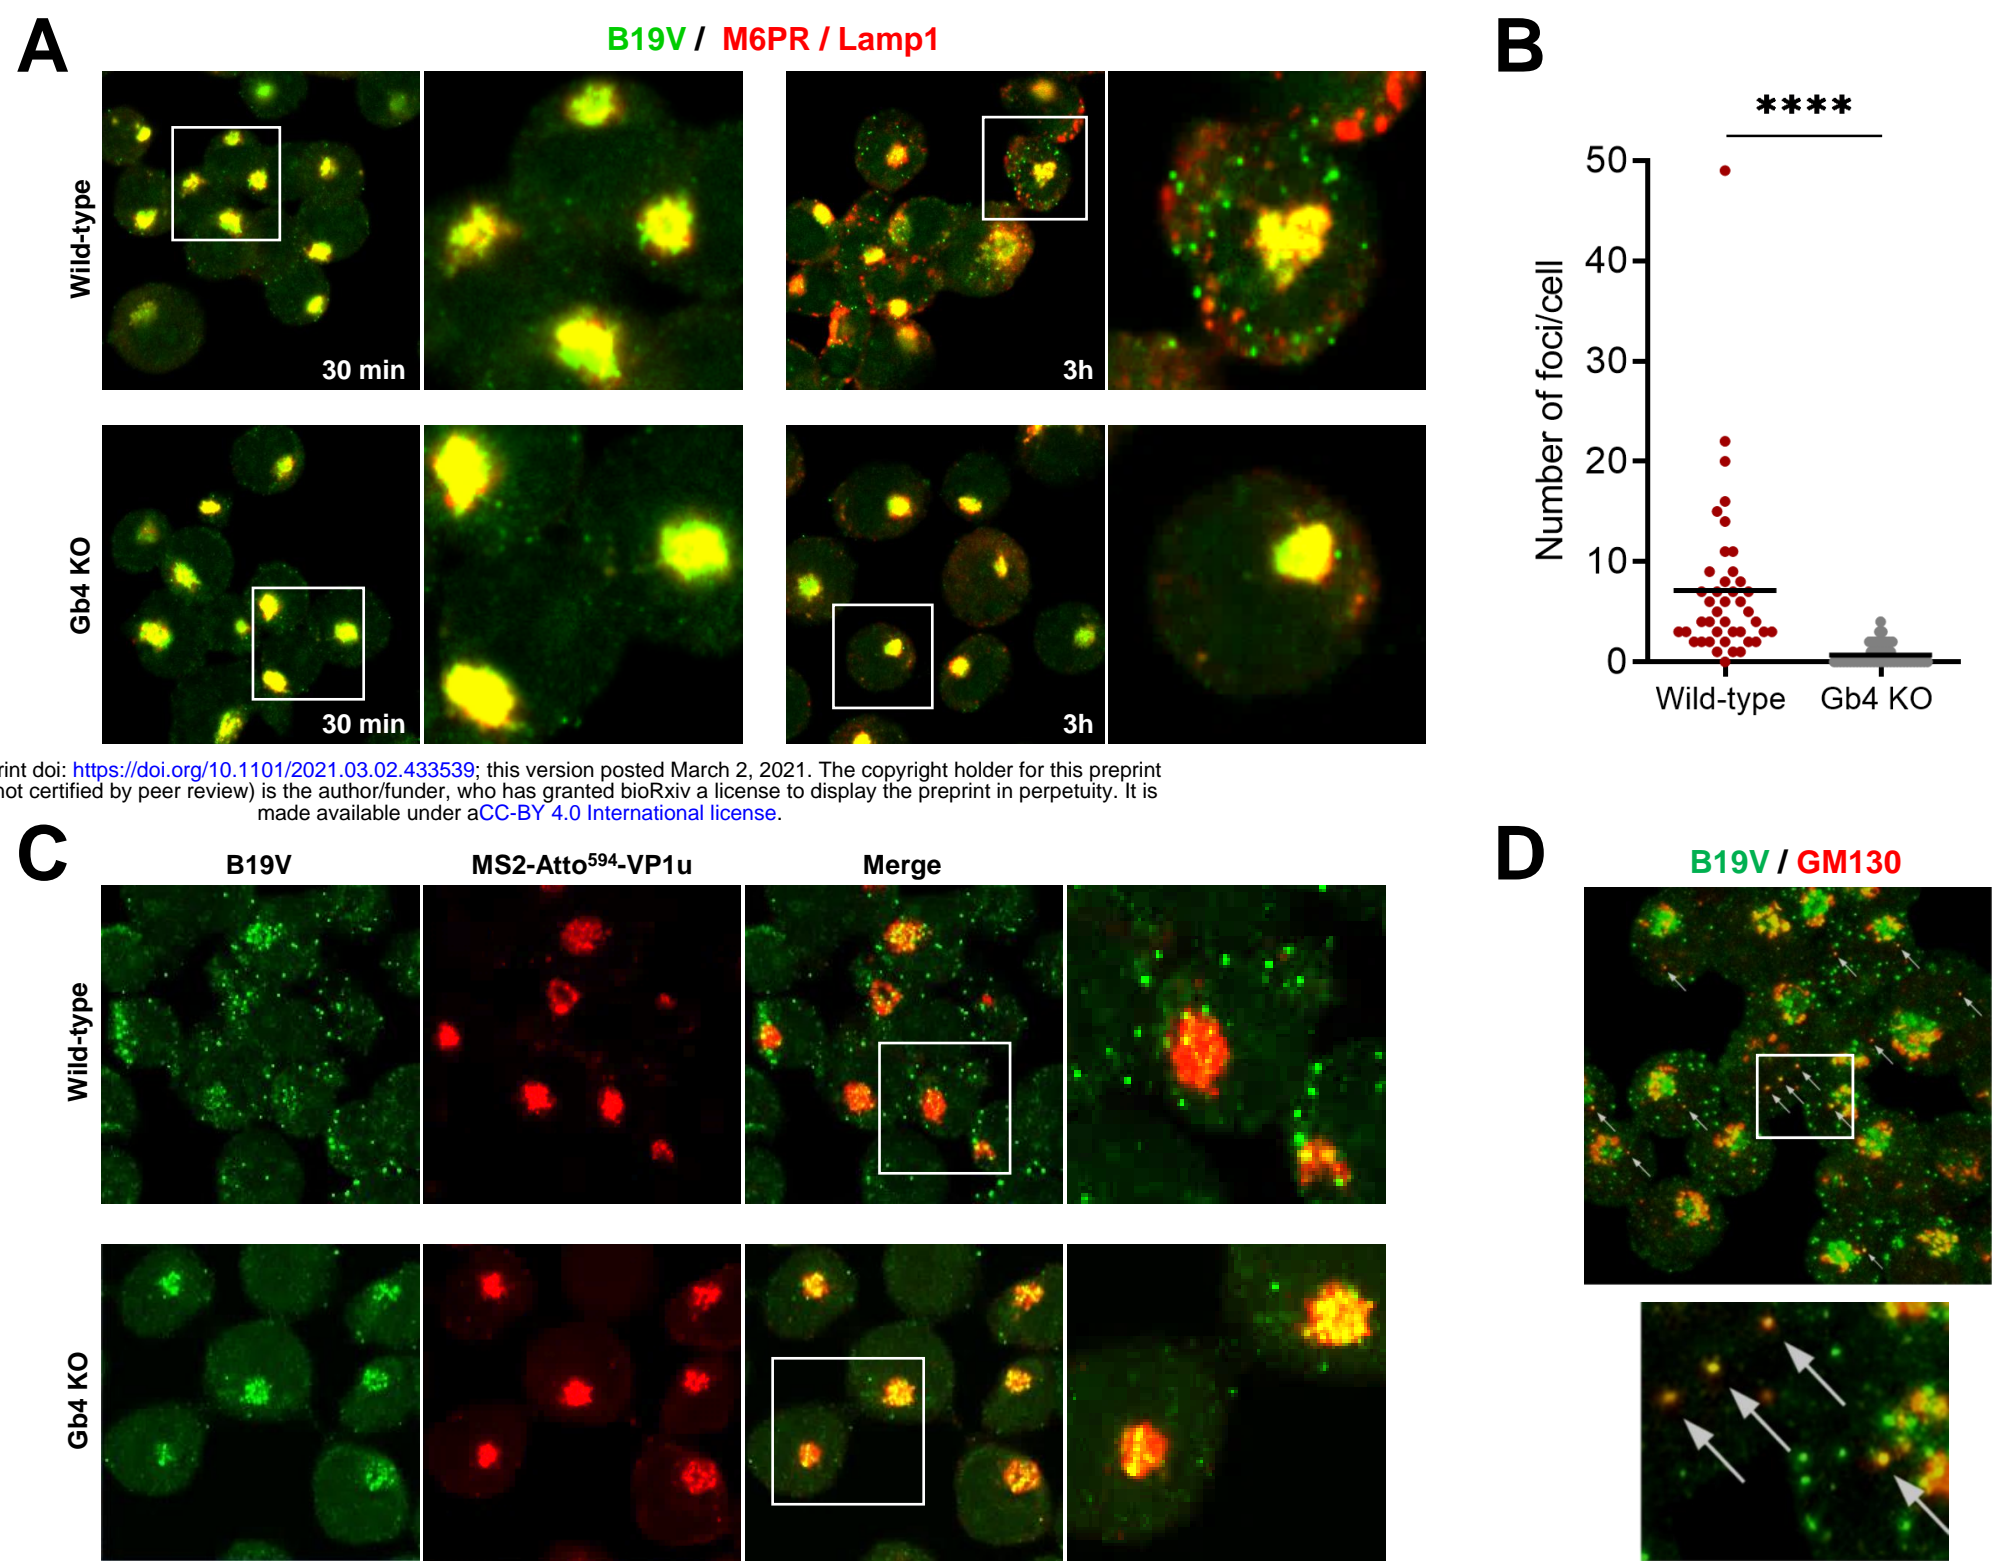 A
B19V / M6PR / Lamp1
Wild-type
30 min
3h
Gb4 KO
30 min
3h
B
****
50
40
30
20
10
0
Number of foci/cell
Wild-type
Gb4 KO
rint doi: https://doi.org/10.1101/2021.03.02.433539; this version posted March 2, 2021. The copyright holder for this preprint
not certified by peer review) is the author/funder, who has granted bioRxiv a license to display the preprint in perpetuity. It is
made available under aCC-BY 4.0 International license.
C
B19V
MS2-Atto⁵⁹⁴-VP1u
Merge
Wild-type
Gb4 KO
D
B19V / GM130